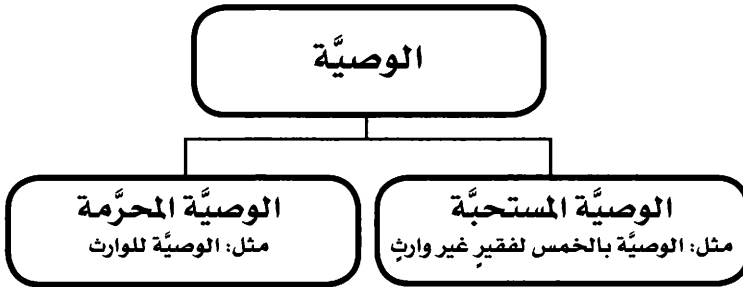 الوصيَّة
الوصيَّة المستحبَّة
مثل: الوصيَّة بالخمس لفقيرٍ غير وارثٍ
الوصيَّة المحرَّمة
مثل: الوصيَّة للوارث